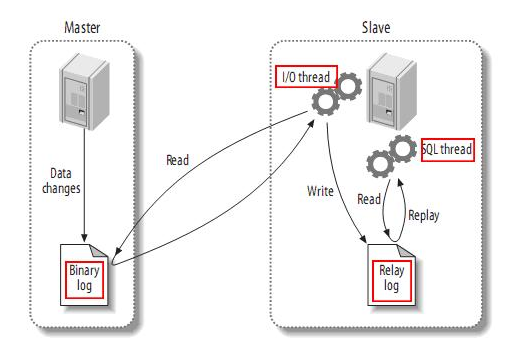 Master
Slave
I/O thread
SQL thread
Data
changes
Read
Write
Read
Replay
Binary
log
Relay
log